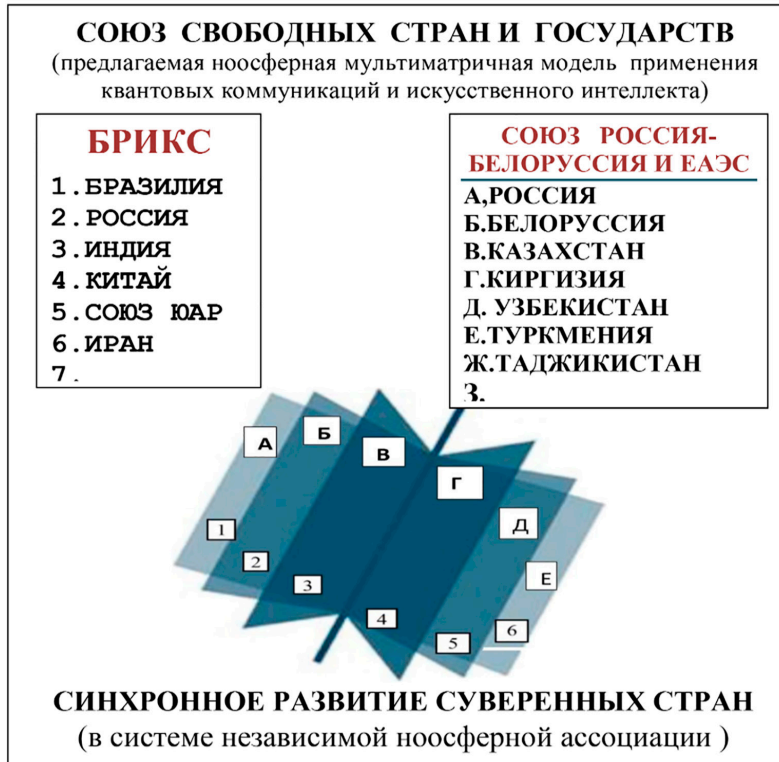 СОЮЗ СВОБОДНЫХ СТРАН И ГОСУДАРСТВ
(предлагаемая ноосферная мультиматричная модель применения
квантовых коммуникаций и искусственного интеллекта)
БРИКС
1.БРАЗИЛИЯ
2.РОССИЯ
3.ИНДИЯ
4.КИТАЙ
5.СОЮЗ ЮАР
6.ИРАН
7.
СОЮЗ РОССИЯ-
БЕЛОРУССИЯ И ЕАЭС
А,РОССИЯ
Б.БЕЛОРУССИЯ
В.КАЗАХСТАН
Г.КИРГИЗИЯ
Д. УЗБЕКИСТАН
Е.ТУРКМЕНИЯ
Ж.ТАДЖИКИСТАН
З.
А
Б
В
Г
Д
Е
1
2
3
4
5
6
СИНХРОННОЕ РАЗВИТИЕ СУВЕРЕННЫХ СТРАН
(в системе независимой ноосферной ассоциации )